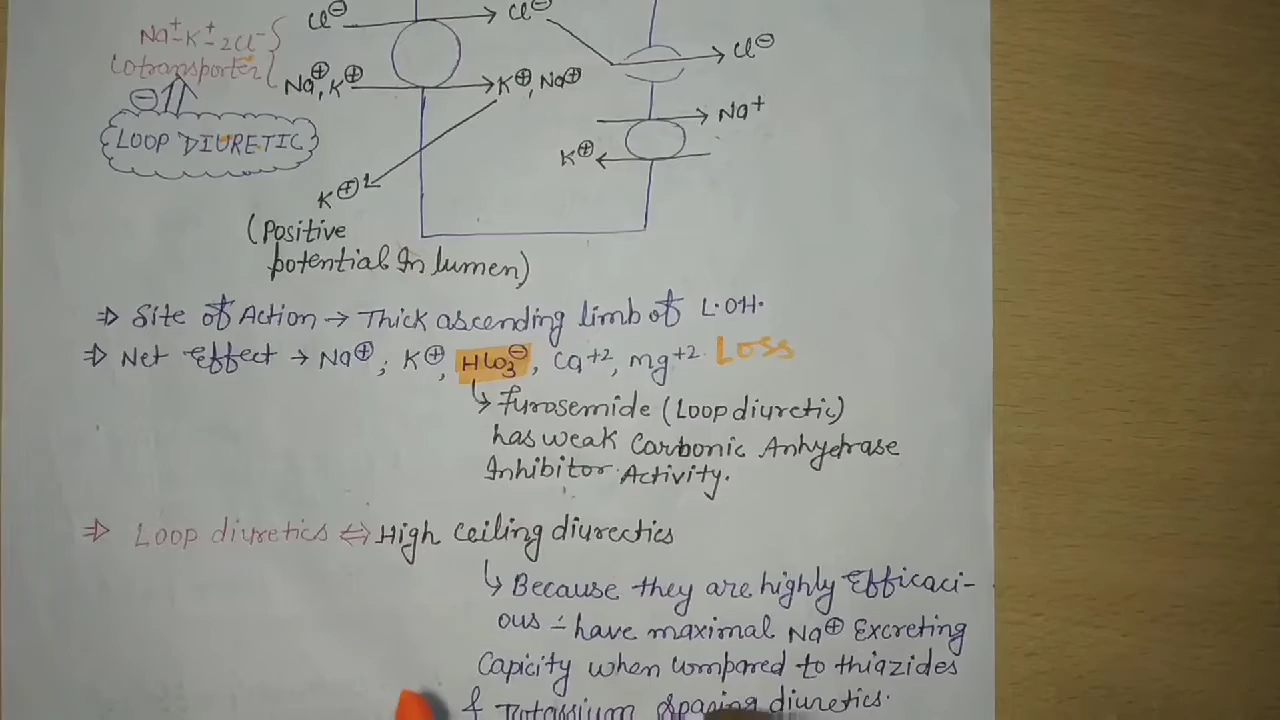 Cl⊖ → Cl⊖
Cl⊖
Na⁺-K⁺-2Cl⁻
Cotransporter
Na⊕, K⊕ → K⊕, Na⊕
⊖
LOOP DIURETIC
Na+
K⊕
K⊕
(Positive
potential In lumen)
⇒ Site of Action → Thick ascending limb of L.OH.
⇒ Net Effect → Na⊕, K⊕, HCO3⊖, Ca+2, mg+2. Loss
↳ Furosemide (Loop diuretic)
has weak Carbonic Anhydrase
Inhibitor Activity.
⇒ Loop diuretics ⇔ High Ceiling diurectics
↳ Because they are highly Efficaci-
ous - have maximal Na⊕ Excreting
Capicity when compared to thiazides
& Potassium Spacing diuretics.